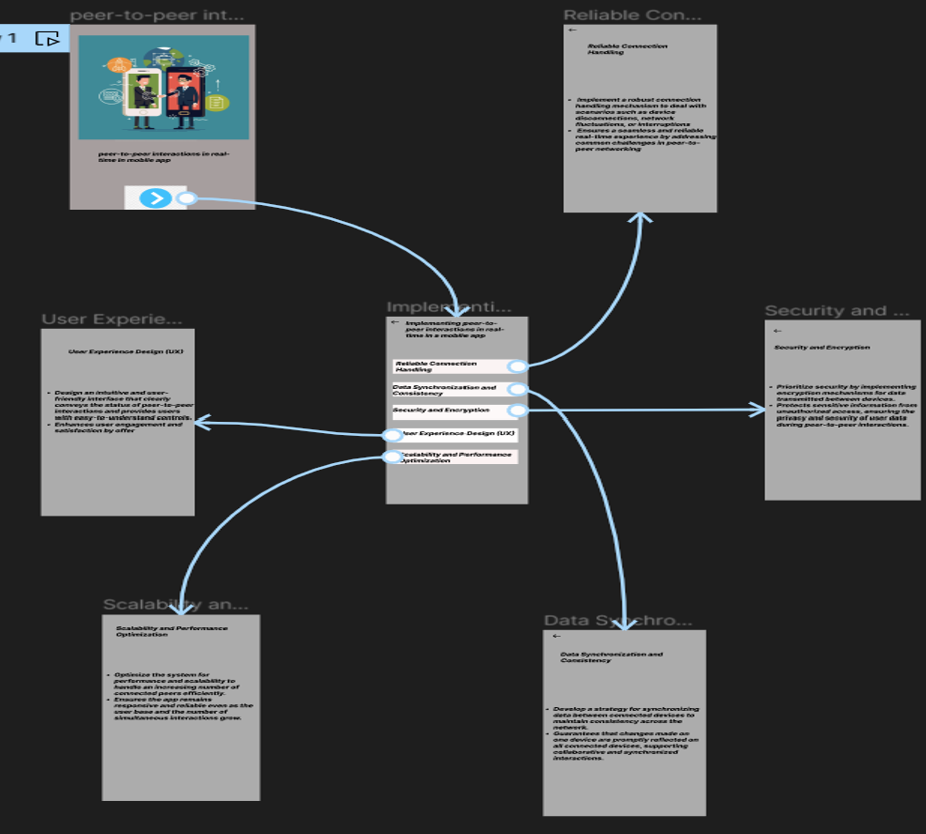 peer-to-peer int...
1
peer-to-peer interactions in real-
time in mobile app
Reliable Con...
←
Reliable Connection
Handling
• Implement a robust connection
handling mechanism to deal with
scenarios such as device
disconnections, network
fluctuations, or interruptions
• Ensures a seamless and reliable
real-time experience by addressing
common challenges in peer-to-
peer networking
Implementi...
←
Implementing peer-to-
peer interactions in real-
time in a mobile app
Reliable Connection
Handling
Data Synchronization and
Consistency
Security and Encryption
User Experience Design (UX)
Scalability and Performance
Optimization
User Experie...
User Experience Design (UX)
• Design an intuitive and user-
friendly interface that clearly
conveys the status of peer-to-peer
interactions and provides users
with easy-to-understand controls.
• Enhances user engagement and
satisfaction by offer
Security and ...
←
Security and Encryption
• Prioritize security by implementing
encryption mechanisms for data
transmitted between devices.
• Protects sensitive information from
unauthorized access, ensuring the
privacy and security of user data
during peer-to-peer interactions.
Scalability an...
Scalability and Performance
Optimization
• Optimize the system for
performance and scalability to
handle an increasing number of
connected peers efficiently.
• Ensures the app remains
responsive and reliable even as the
user base and the number of
simultaneous interactions grow.
Data Synchro...
←
Data Synchronization and
Consistency
• Develop a strategy for synchronizing
data between connected devices to
maintain consistency across the
network.
• Guarantees that changes made on
one device are promptly reflected on
all connected devices, supporting
collaborative and synchronized
interactions.